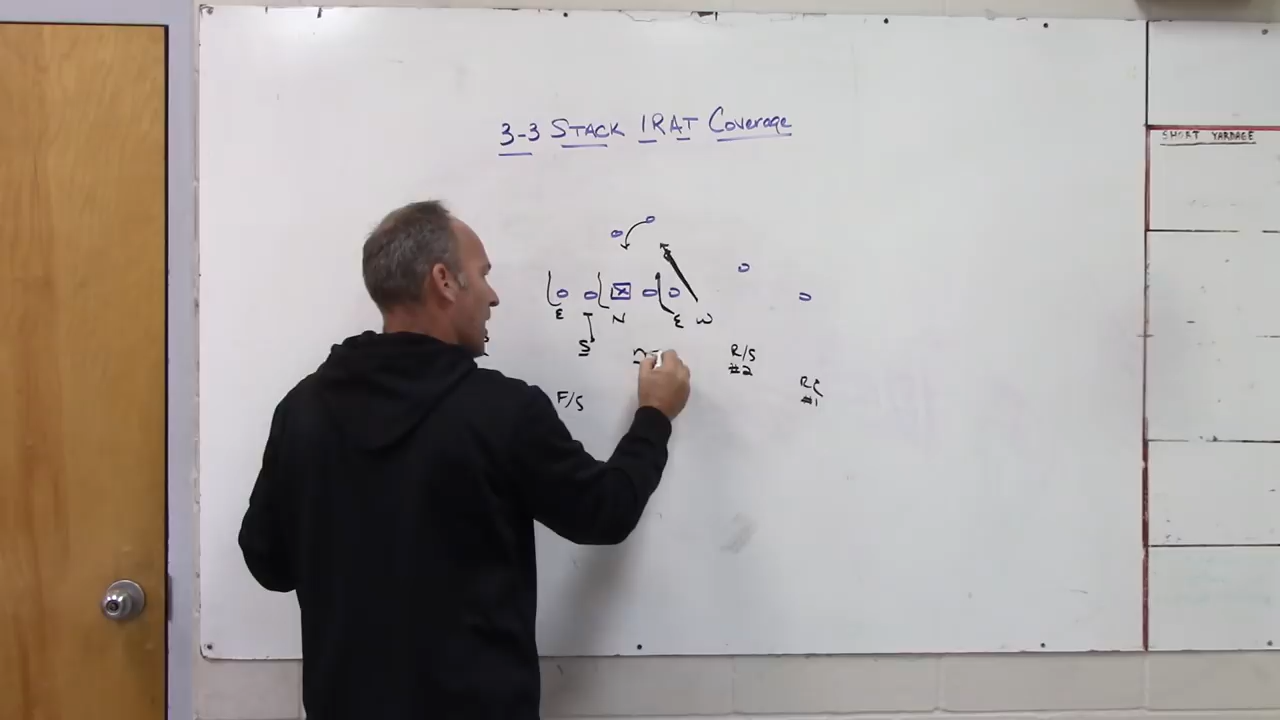 3-3 STACK 1RAT Coverage
SHORT YARDAGE
X
E N E W
S
R/S
#2
F/S
RC
#1